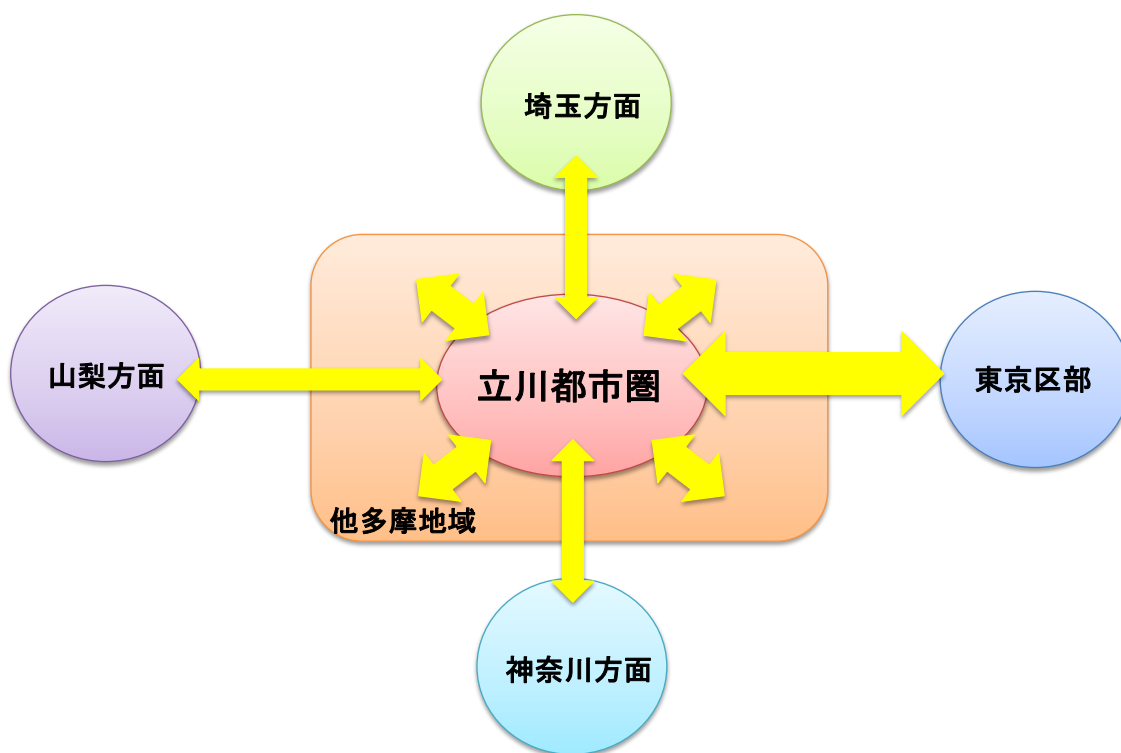 埼玉方面
山梨方面
立川都市圏
東京区部
他多摩地域
神奈川方面